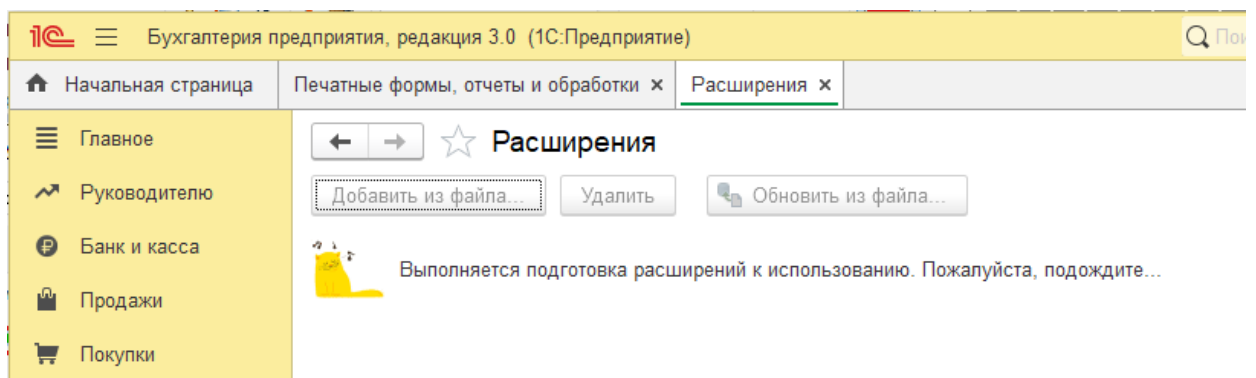 1С Бухгалтерия предприятия, редакция 3.0 (1С:Предприятие)
Начальная страница Печатные формы, отчеты и обработки × Расширения ×
Главное
Расширения
Руководителю
Добавить из файла... Удалить Обновить из файла...
Банк и касса
Выполняется подготовка расширений к использованию. Пожалуйста, подождите...
Продажи
Покупки